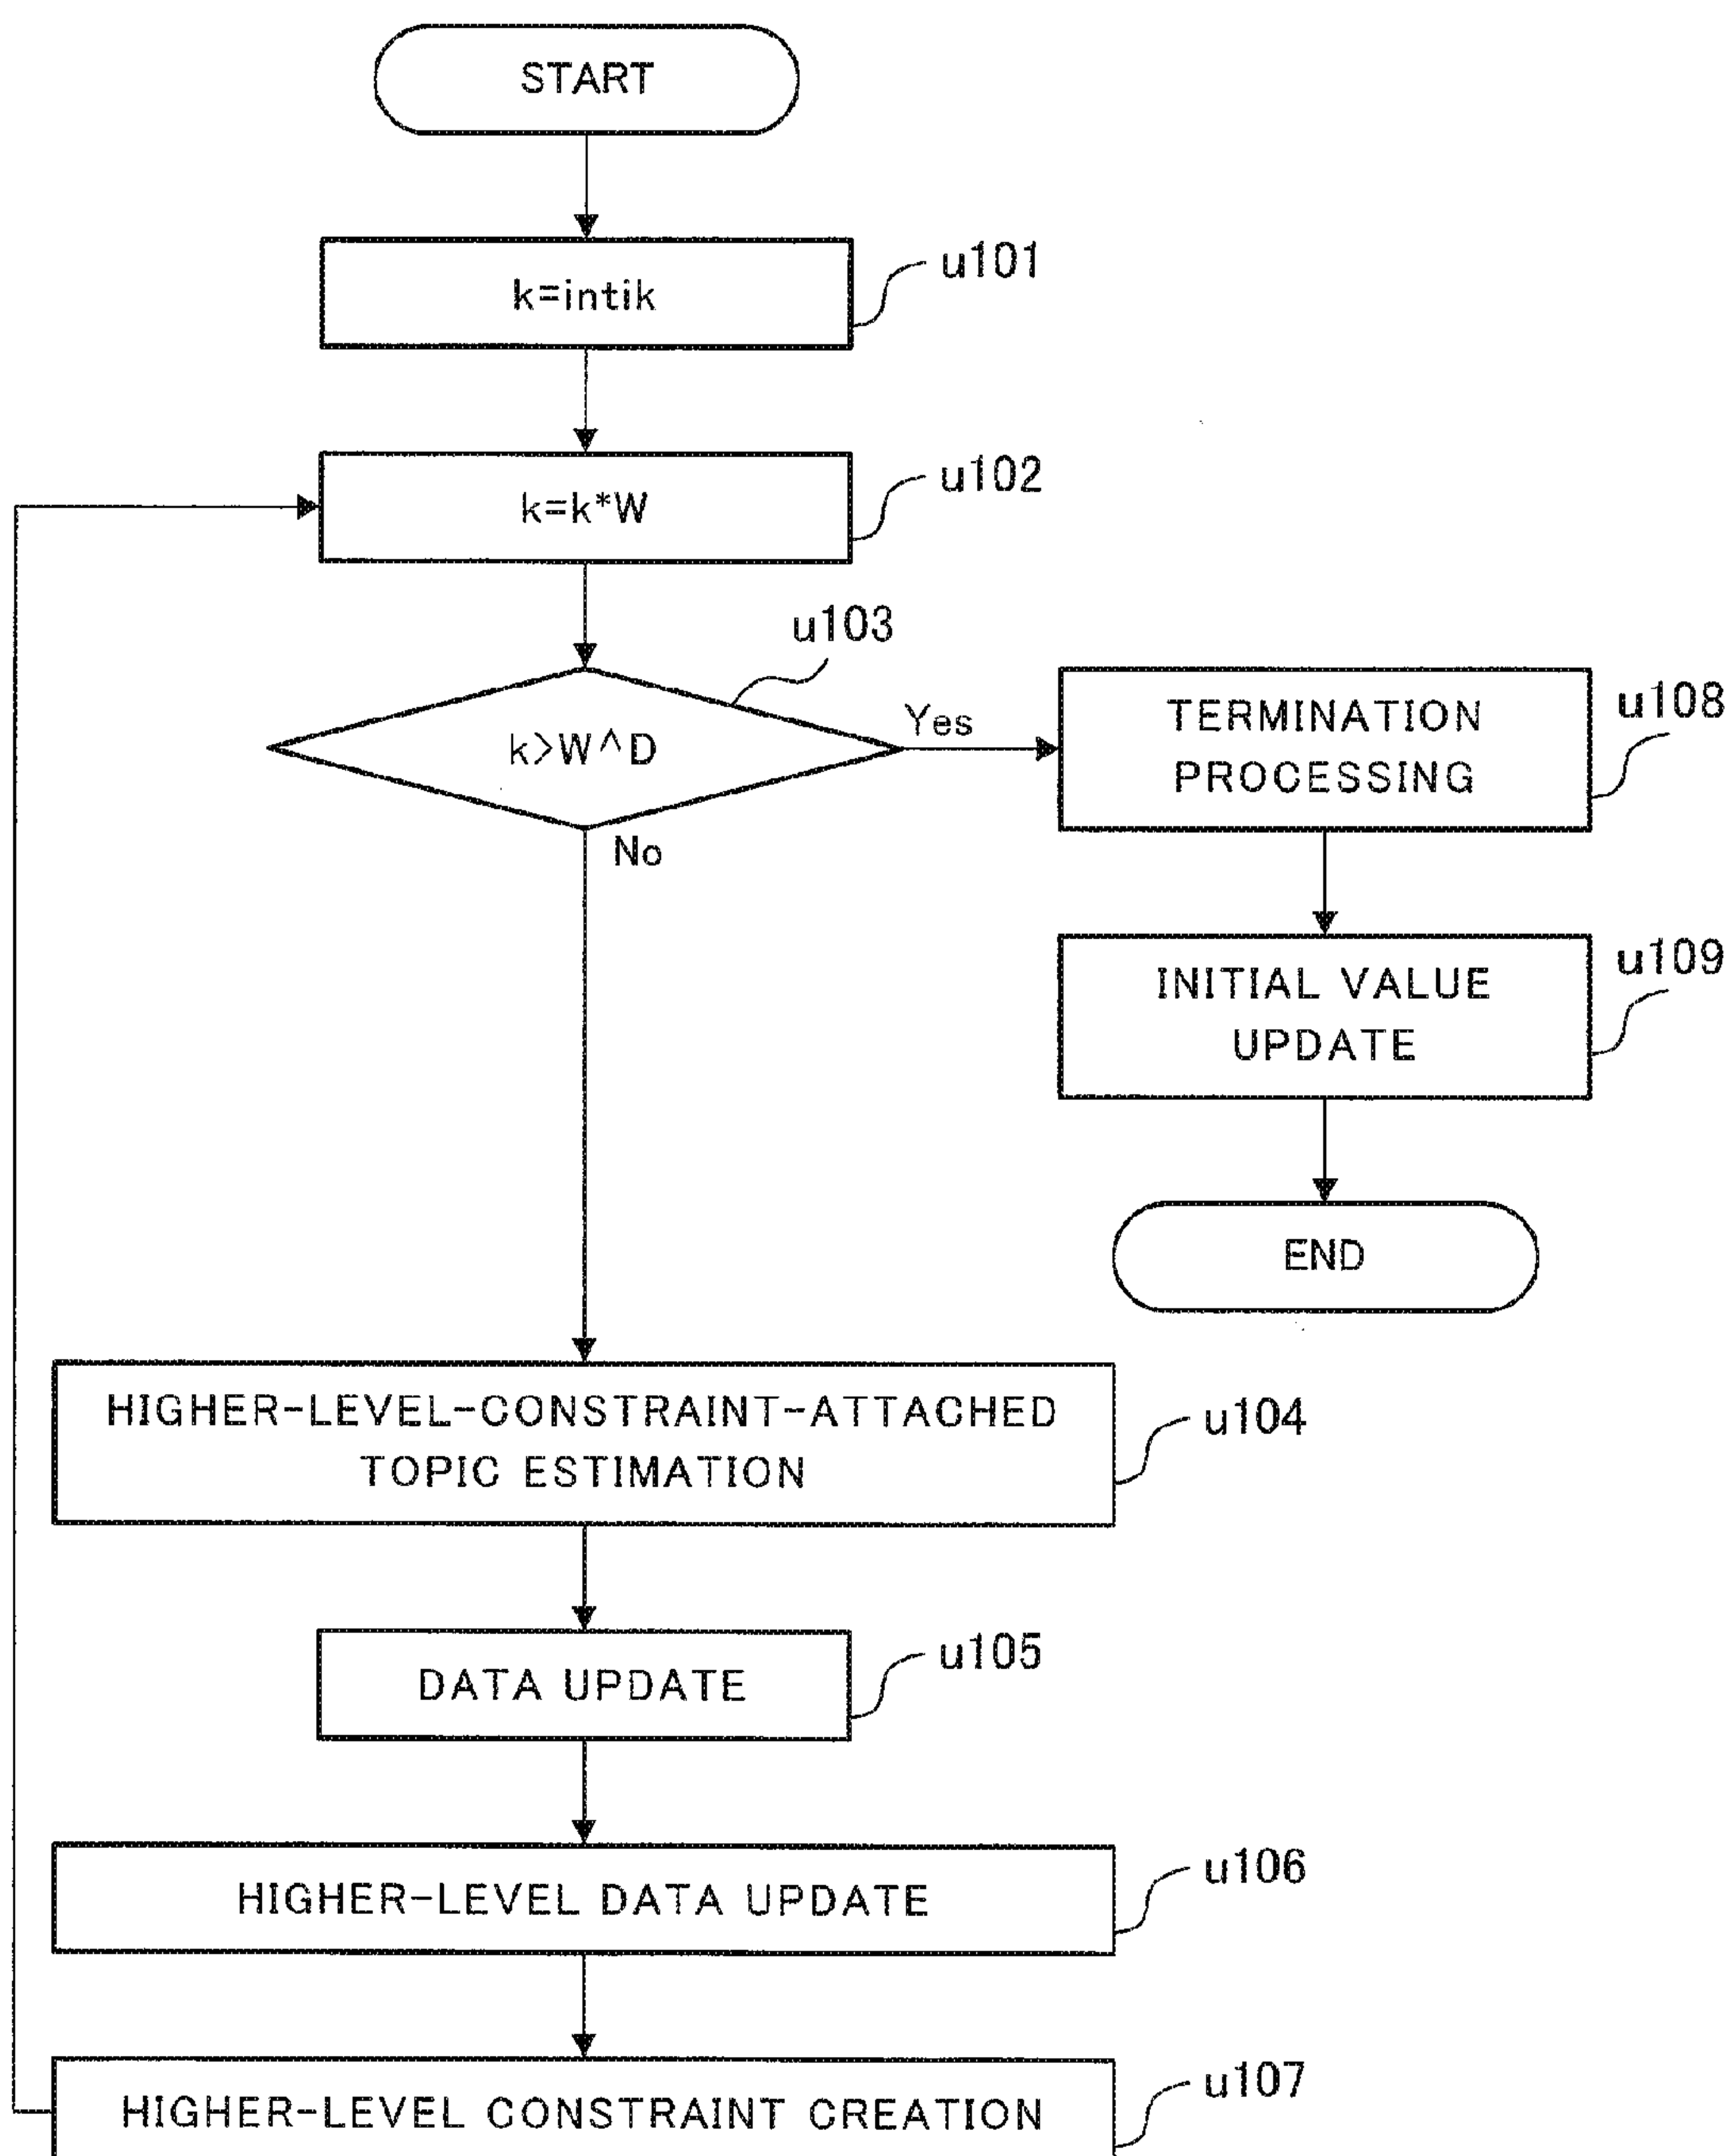 START
k=intik
u101
k=k*W
u102
u103
k>W^D
Yes
No
TERMINATION
PROCESSING
u108
INITIAL VALUE
UPDATE
u109
END
HIGHER-LEVEL-CONSTRAINT-ATTACHED
TOPIC ESTIMATION
u104
DATA UPDATE
u105
HIGHER-LEVEL DATA UPDATE
u106
HIGHER-LEVEL CONSTRAINT CREATION
u107